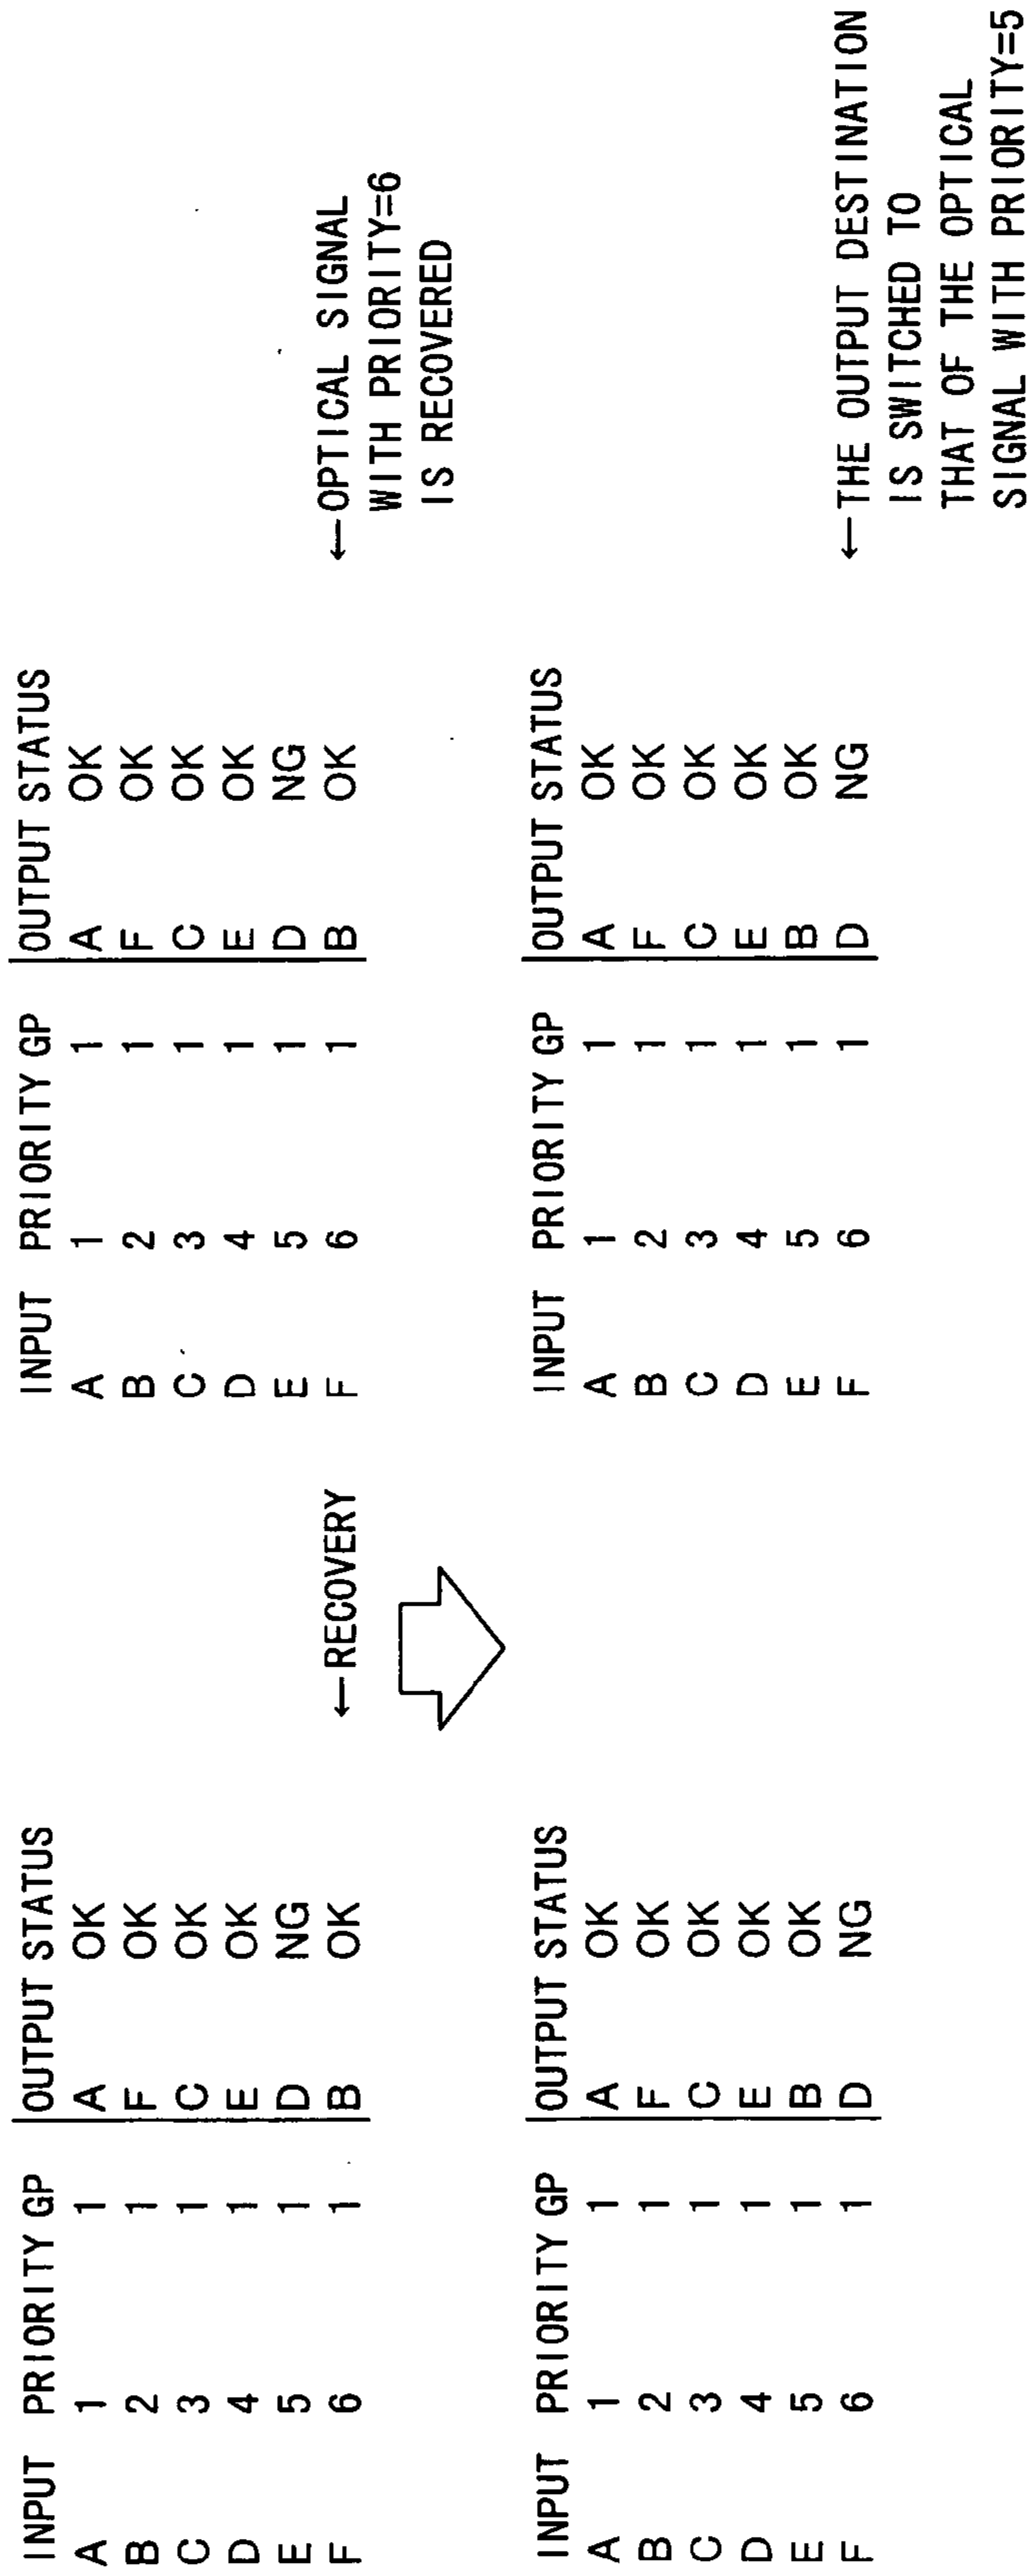 INPUT PRIORITY GP OUTPUT STATUS
A 1 1 A OK
B 2 1 F OK
C 3 1 C OK
D 4 1 E OK
E 5 1 D NG
F 6 1 B OK
←RECOVERY
INPUT PRIORITY GP OUTPUT STATUS
A 1 1 A OK
B 2 1 F OK
C 3 1 C OK
D 4 1 E OK
E 5 1 D NG
F 6 1 B OK
←OPTICAL SIGNAL
WITH PRIORITY=6
IS RECOVERED
INPUT PRIORITY GP OUTPUT STATUS
A 1 1 A OK
B 2 1 F OK
C 3 1 C OK
D 4 1 E OK
E 5 1 B OK
F 6 1 D NG
INPUT PRIORITY GP OUTPUT STATUS
A 1 1 A OK
B 2 1 F OK
C 3 1 C OK
D 4 1 E OK
E 5 1 B OK
F 6 1 D NG
←THE OUTPUT DESTINATION
IS SWITCHED TO
THAT OF THE OPTICAL
SIGNAL WITH PRIORITY=5